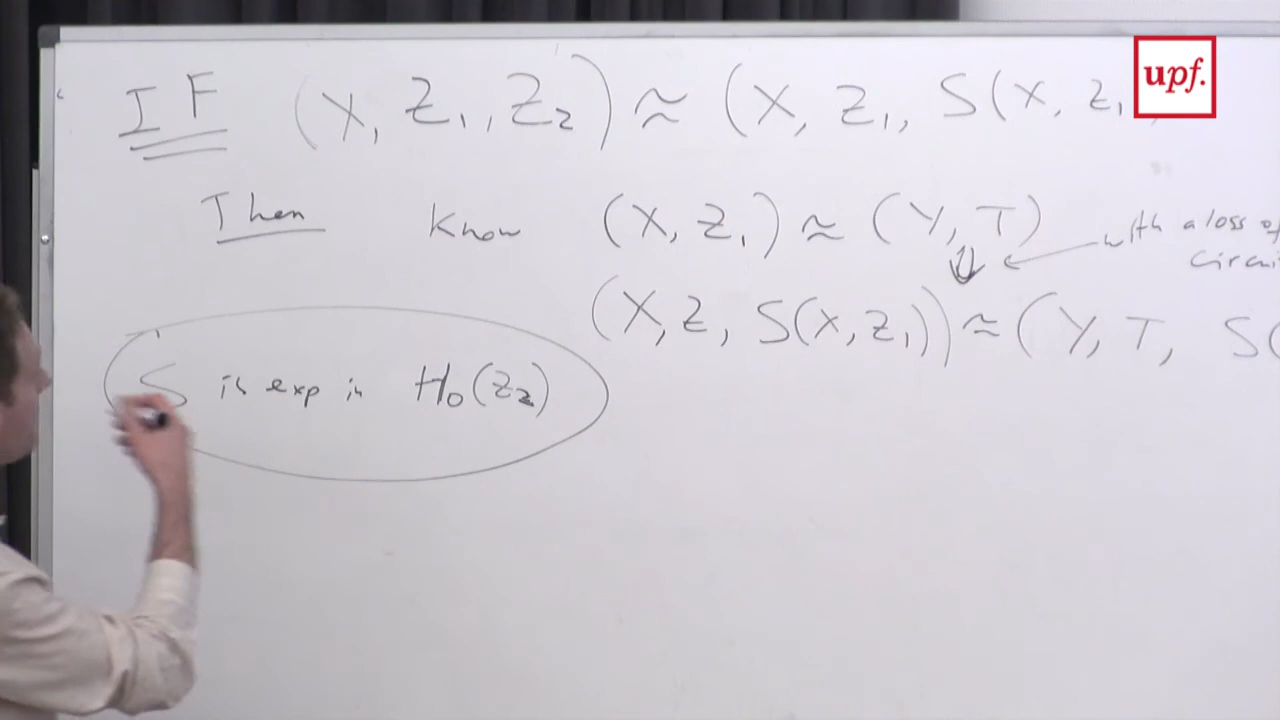 IF (X, Z1, Z2) ≈ (X, Z1, S(X, Z1
upf.
Then Know (X, Z1) ≈ (Y, T)
⇓ ← with a loss of
(X, Z, S(X, Z1)) ≈ (Y, T, S(
S is exp in H0(Z2)